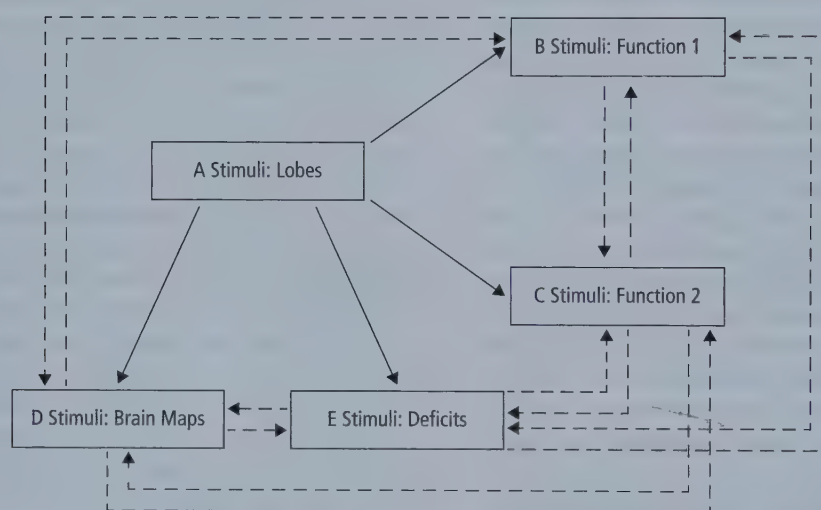 B Stimuli: Function 1
A Stimuli: Lobes
C Stimuli: Function 2
D Stimuli: Brain Maps
E Stimuli: Deficits